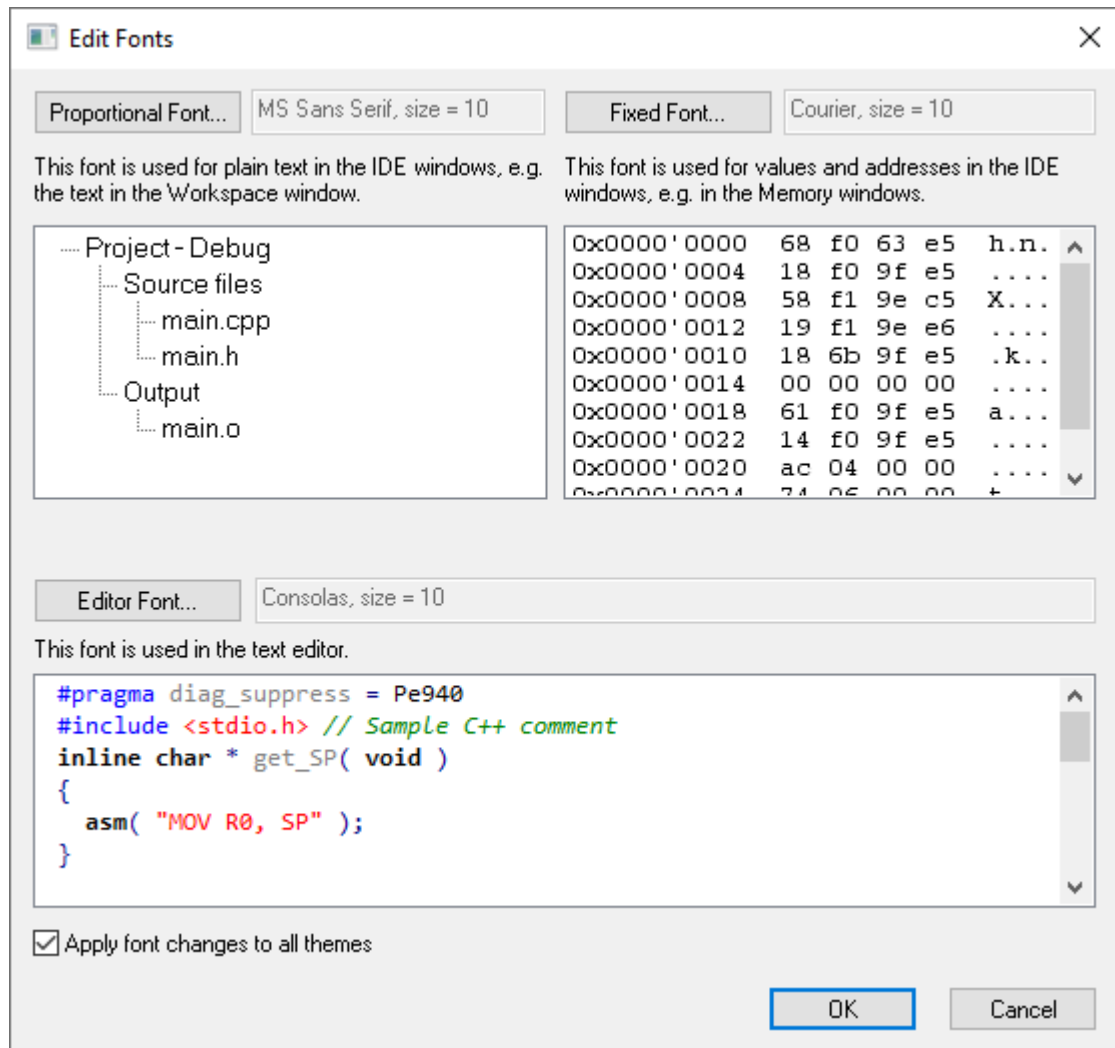 Edit Fonts
Proportional Font...
MS Sans Serif, size = 10
This font is used for plain text in the IDE windows, e.g.
the text in the Workspace window.
Project - Debug
Source files
main.cpp
main.h
Output
main.o
Fixed Font...
Courier, size = 10
This font is used for values and addresses in the IDE
windows, e.g. in the Memory windows.
0x0000'0000 68 f0 63 e5 h.n.
0x0000'0004 18 f0 9f e5 ....
0x0000'0008 58 f1 9e c5 X...
0x0000'0012 19 f1 9e e6 ....
0x0000'0010 18 6b 9f e5 .k..
0x0000'0014 00 00 00 00 ....
0x0000'0018 61 f0 9f e5 a...
0x0000'0022 14 f0 9f e5 ....
0x0000'0020 ac 04 00 00 ....
0x0000'0024 74 06 00 00
Editor Font...
Consolas, size = 10
This font is used in the text editor.
#pragma diag_suppress = Pe940
#include <stdio.h> // Sample C++ comment
inline char * get_SP( void )
{
asm( "MOV R0, SP" );
}
Apply font changes to all themes
OK
Cancel